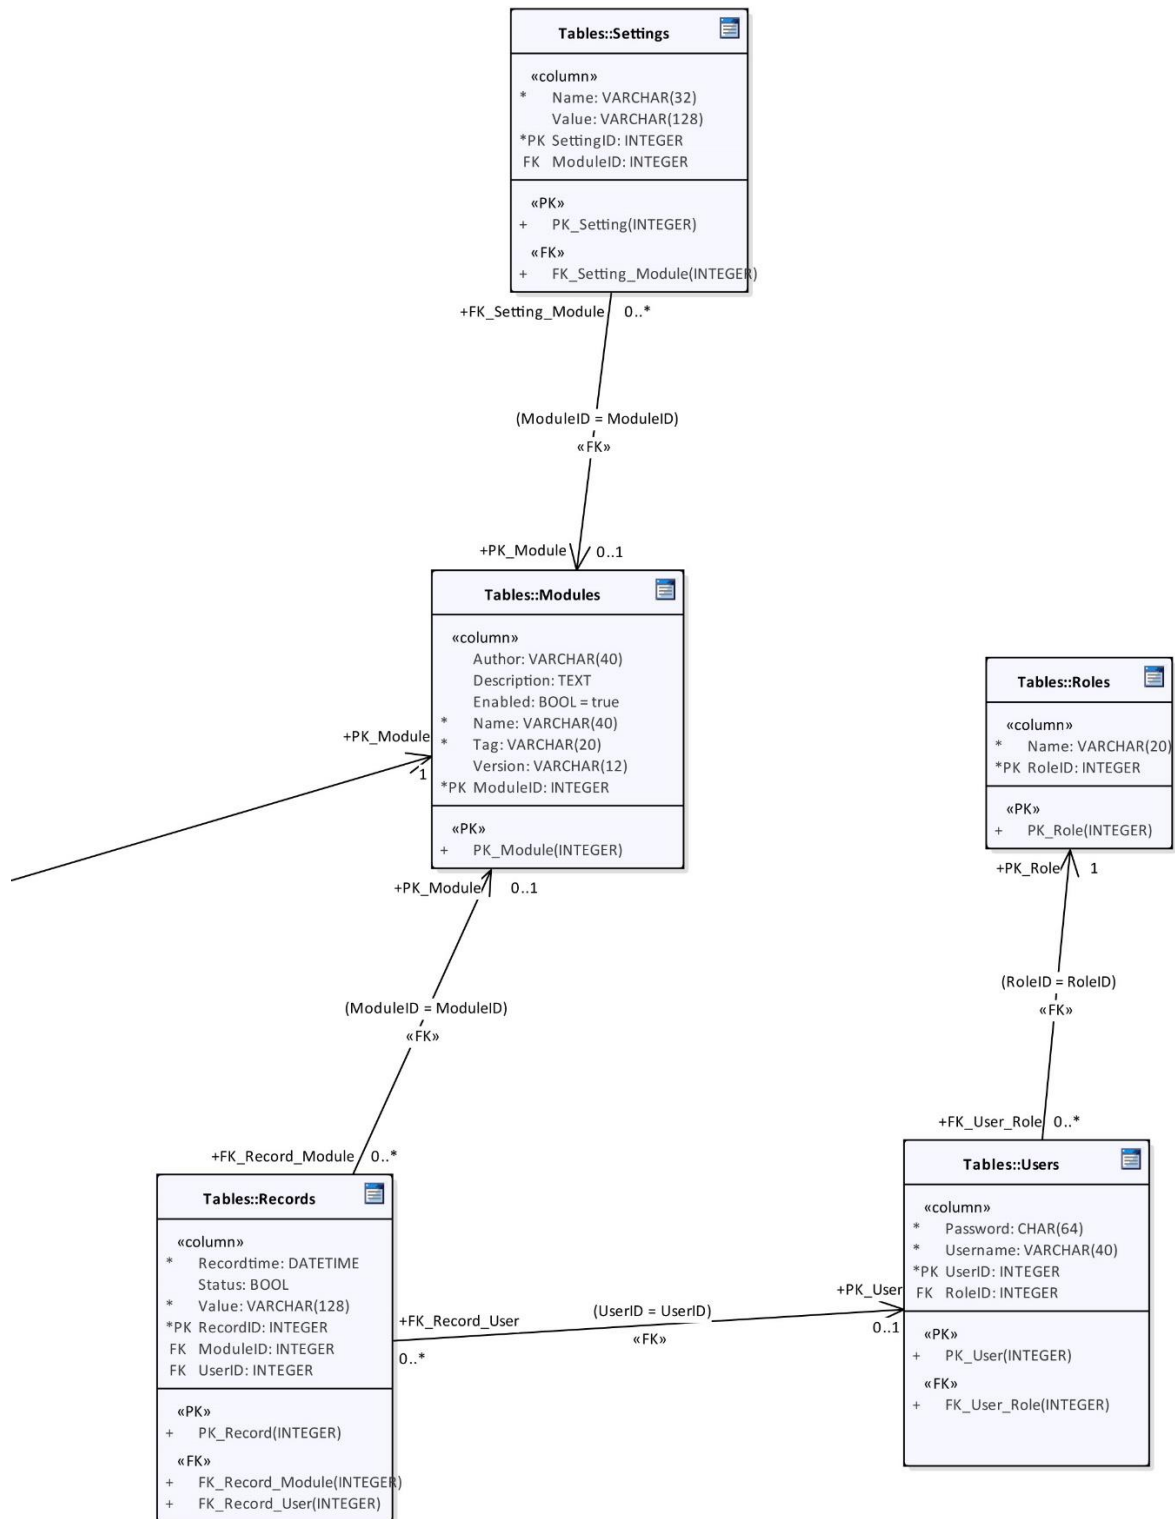 Tables::Settings
«column»
* Name: VARCHAR(32)
Value: VARCHAR(128)
*PK SettingID: INTEGER
FK ModuleID: INTEGER
«PK»
+ PK_Setting(INTEGER)
«FK»
+ FK_Setting_Module(INTEGER)
+FK_Setting_Module 0..*
(ModuleID = ModuleID)
«FK»
+PK_Module 0..1
Tables::Modules
«column»
Author: VARCHAR(40)
Description: TEXT
Enabled: BOOL = true
* Name: VARCHAR(40)
* Tag: VARCHAR(20)
Version: VARCHAR(12)
*PK ModuleID: INTEGER
«PK»
+ PK_Module(INTEGER)
+PK_Module
1
Tables::Roles
«column»
* Name: VARCHAR(20)
*PK RoleID: INTEGER
«PK»
+ PK_Role(INTEGER)
+PK_Role 1
+PK_Module 0..1
(ModuleID = ModuleID)
«FK»
(RoleID = RoleID)
«FK»
+FK_User_Role 0..*
+FK_Record_Module 0..*
Tables::Records
«column»
* Recordtime: DATETIME
Status: BOOL
* Value: VARCHAR(128)
*PK RecordID: INTEGER
FK ModuleID: INTEGER
FK UserID: INTEGER
«PK»
+ PK_Record(INTEGER)
«FK»
+ FK_Record_Module(INTEGER)
+ FK_Record_User(INTEGER)
+FK_Record_User
0..*
(UserID = UserID)
«FK»
+PK_User
0..1
Tables::Users
«column»
* Password: CHAR(64)
* Username: VARCHAR(40)
*PK UserID: INTEGER
FK RoleID: INTEGER
«PK»
+ PK_User(INTEGER)
«FK»
+ FK_User_Role(INTEGER)